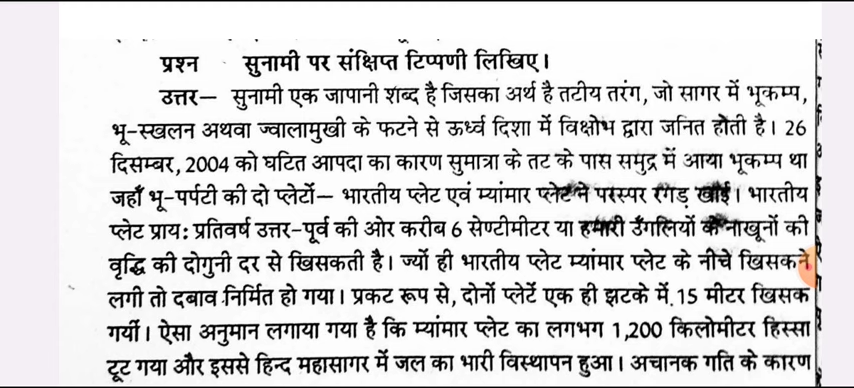 प्रश्न सुनामी पर संक्षिप्त टिप्पणी लिखिए।
उत्तर— सुनामी एक जापानी शब्द है जिसका अर्थ है तटीय तरंग, जो सागर में भूकम्प,
भू-स्खलन अथवा ज्वालामुखी के फटने से ऊर्ध्व दिशा में विक्षोभ द्वारा जनित होती है। 26
दिसम्बर, 2004 को घटित आपदा का कारण सुमात्रा के तट के पास समुद्र में आया भूकम्प था
जहाँ भू-पर्पटी की दो प्लेटों— भारतीय प्लेट एवं म्यांमार प्लेट ने परस्पर रगड़ खाई। भारतीय
प्लेट प्राय: प्रतिवर्ष उत्तर-पूर्व की ओर करीब 6 सेण्टीमीटर या हमारी उँगलियों के नाखूनों की
वृद्धि की दोगुनी दर से खिसकती है। ज्यों ही भारतीय प्लेट म्यांमार प्लेट के नीचे खिसकने
लगी तो दबाव निर्मित हो गया। प्रकट रूप से, दोनों प्लेटें एक ही झटके में 15 मीटर खिसक
गयीं। ऐसा अनुमान लगाया गया है कि म्यांमार प्लेट का लगभग 1,200 किलोमीटर हिस्सा
टूट गया और इससे हिन्द महासागर में जल का भारी विस्थापन हुआ। अचानक गति के कारण